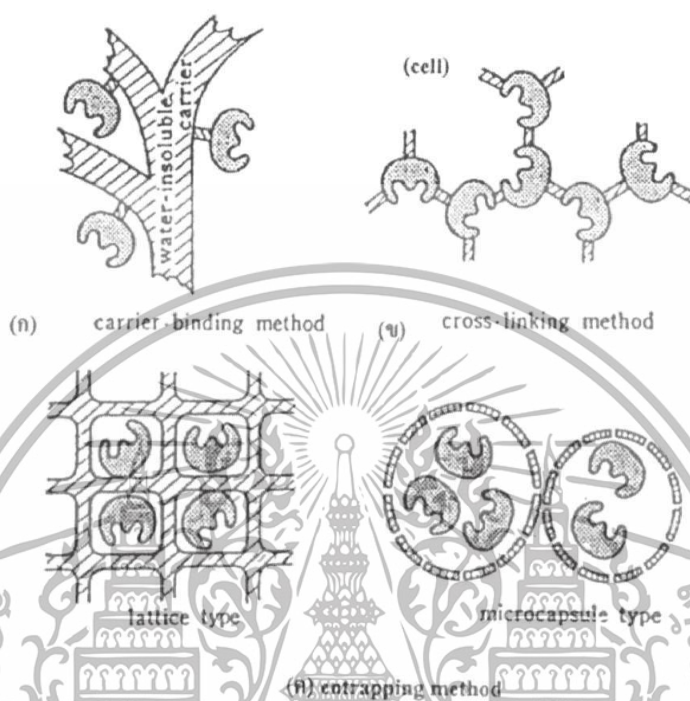 water-insoluble
carrier
(cell)
(ก) carrier-binding method
(ข) cross-linking method
lattice type
microcapsule type
(ค) entrapping method